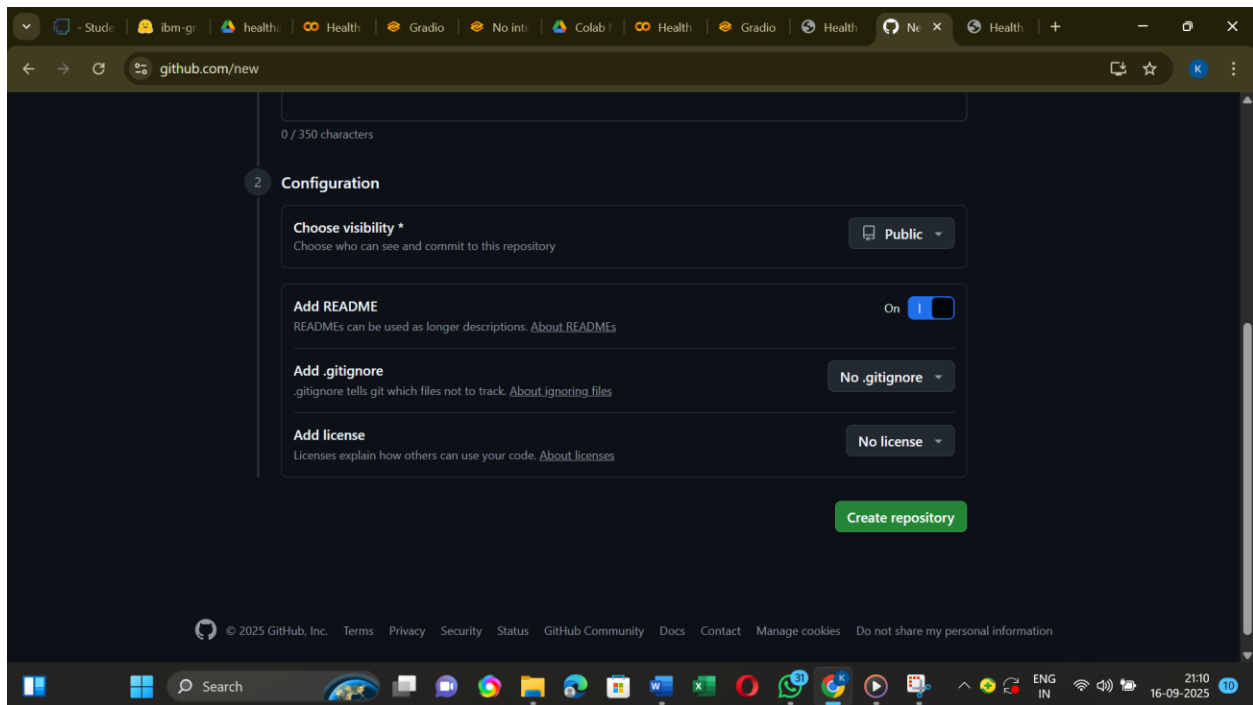 - Stude
ibm-gr
healtha
Health
Gradio
No inte
Colab
Health
Gradio
Health
Ne
Health
github.com/new
K
0 / 350 characters
2 Configuration
Choose visibility *
Choose who can see and commit to this repository
Public
Add README
READMEs can be used as longer descriptions. About READMEs
On
Add .gitignore
.gitignore tells git which files not to track. About ignoring files
No .gitignore
Add license
Licenses explain how others can use your code. About licenses
No license
Create repository
© 2025 GitHub, Inc. Terms Privacy Security Status GitHub Community Docs Contact Manage cookies Do not share my personal information
Search
31
K
ENG
IN
21:10
16-09-2025
10